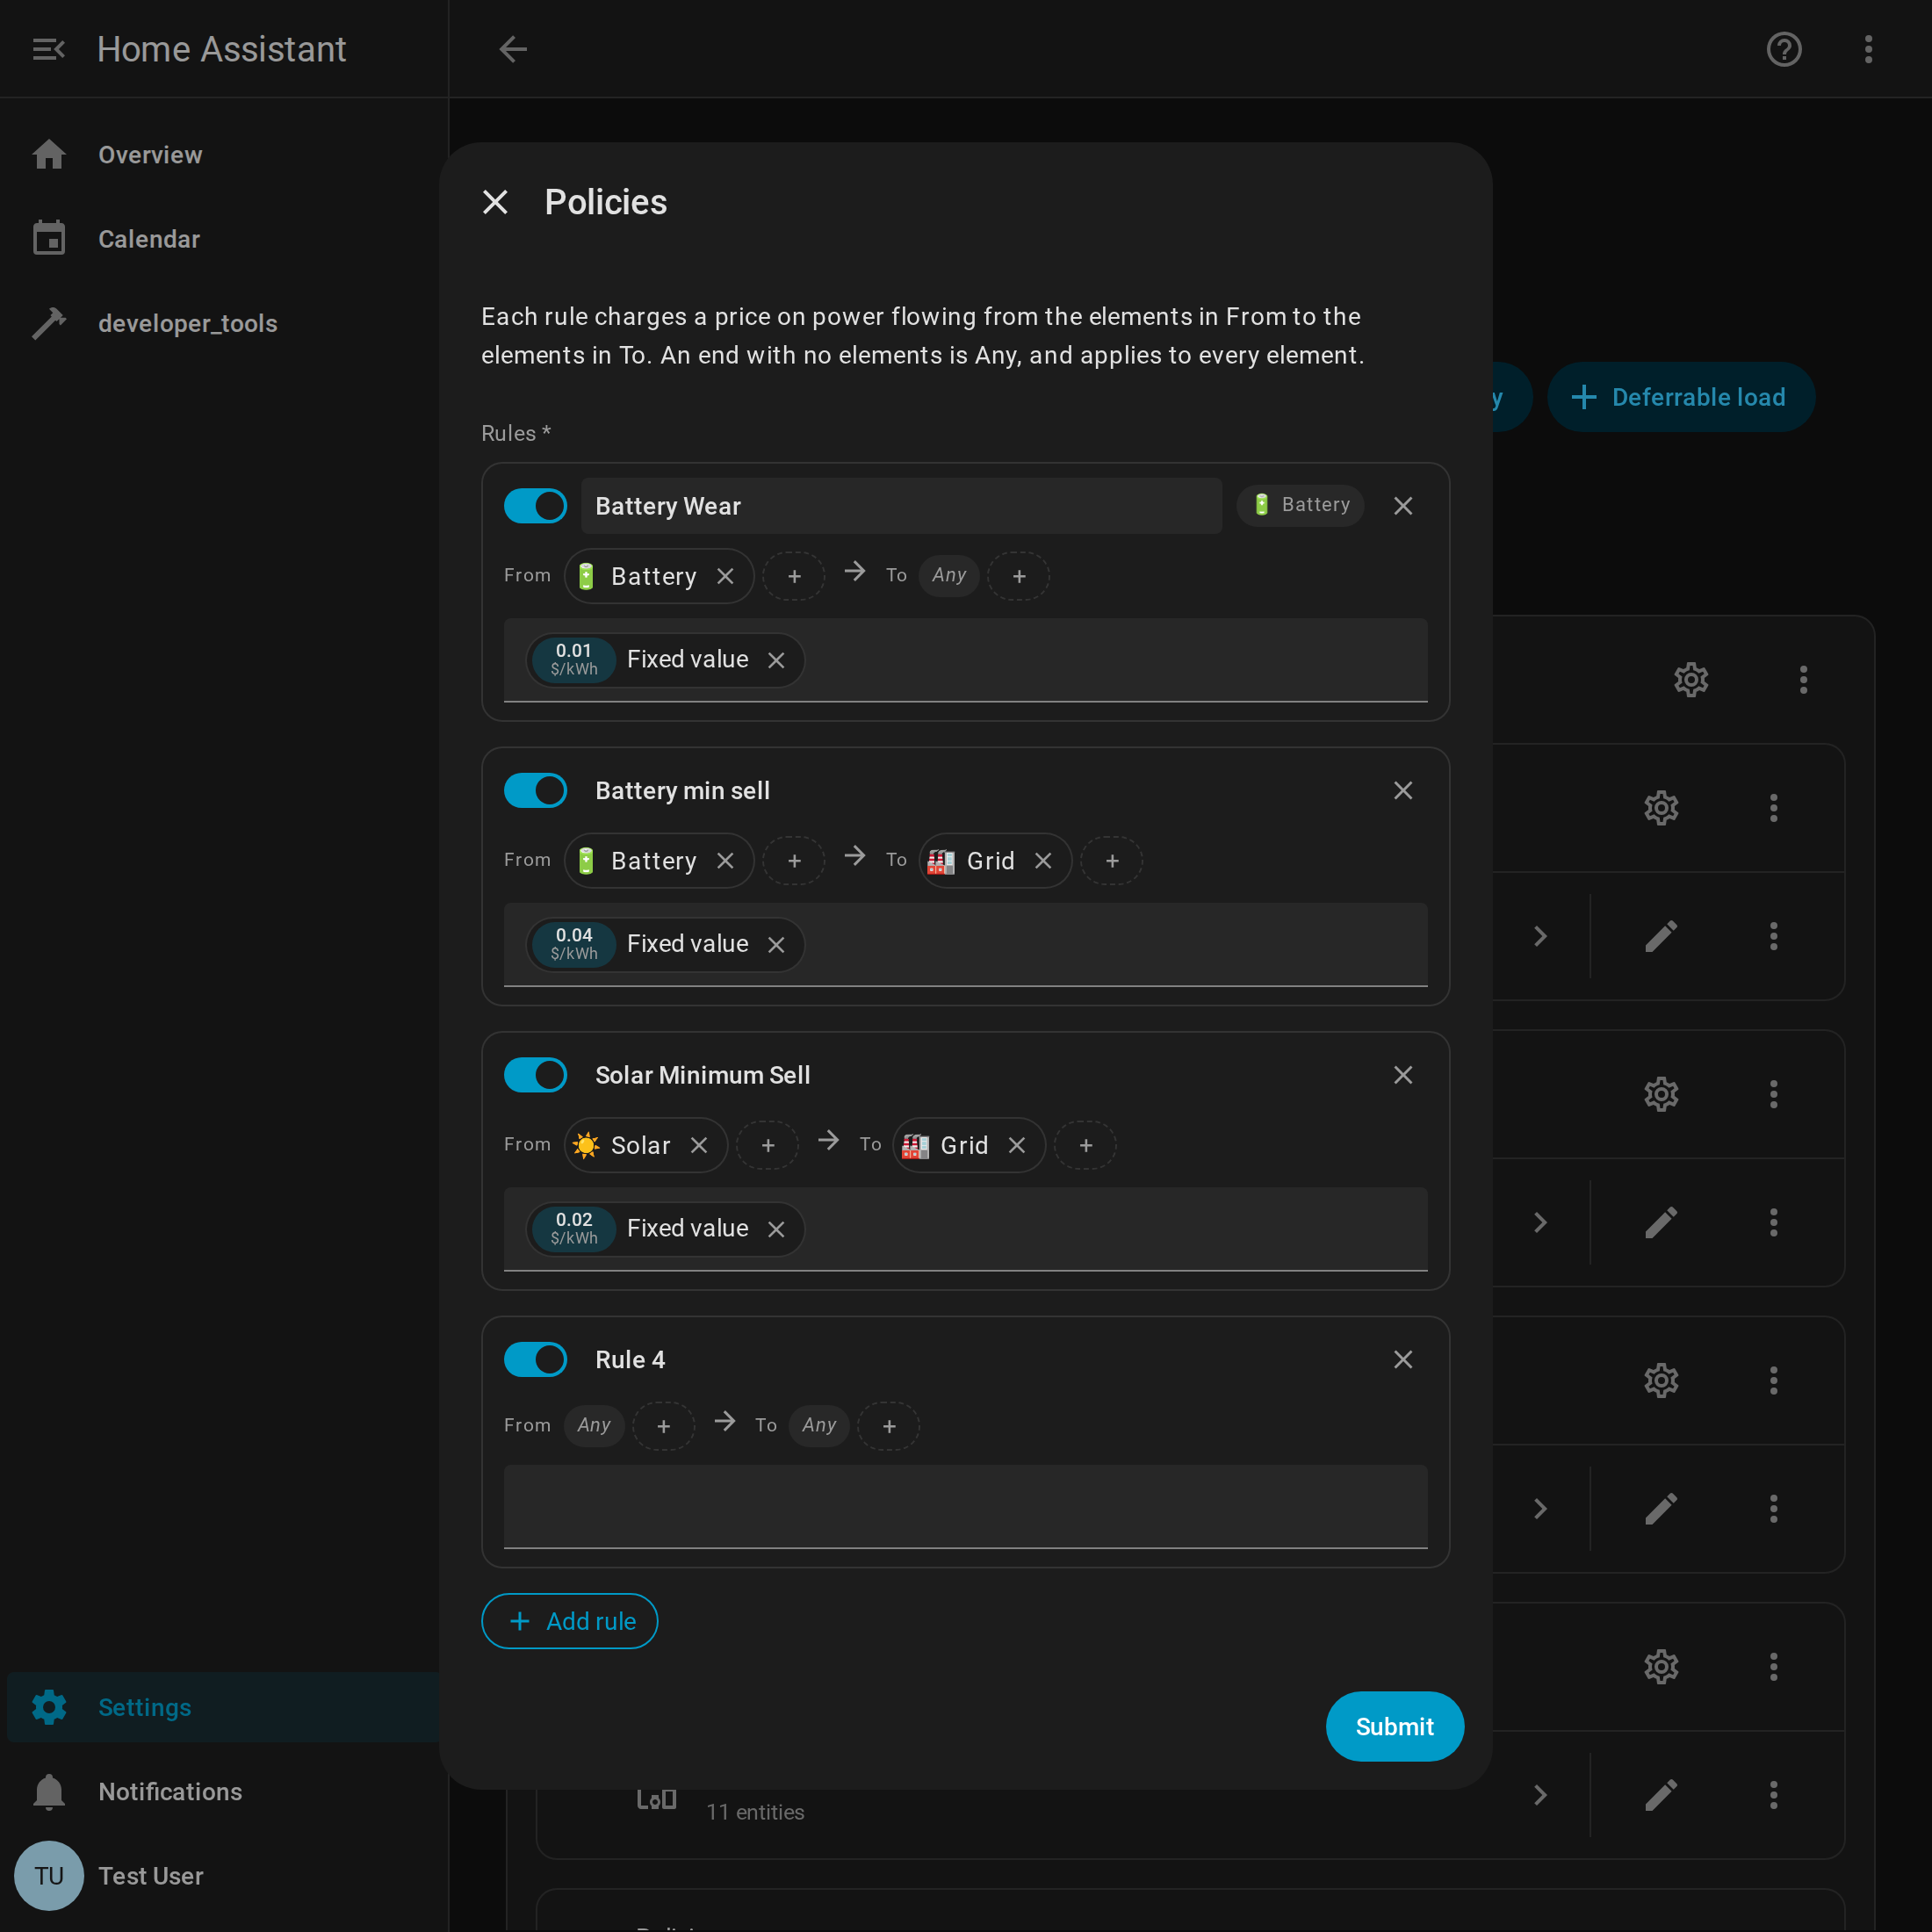 Home Assistant
Overview
Calendar
developer_tools
Policies
Each rule charges a price on power flowing from the elements in From to the
elements in To. An end with no elements is Any, and applies to every element.
y
Deferrable load
Rules *
Battery Wear
Battery
From Battery + To Any +
0.01
$/kWh
Fixed value
Battery min sell
From Battery + To Grid +
0.04
$/kWh
Fixed value
Solar Minimum Sell
From Solar + To Grid +
0.02
$/kWh
Fixed value
Rule 4
From Any + To Any +
Add rule
Submit
11 entities
Settings
Notifications
TU Test User